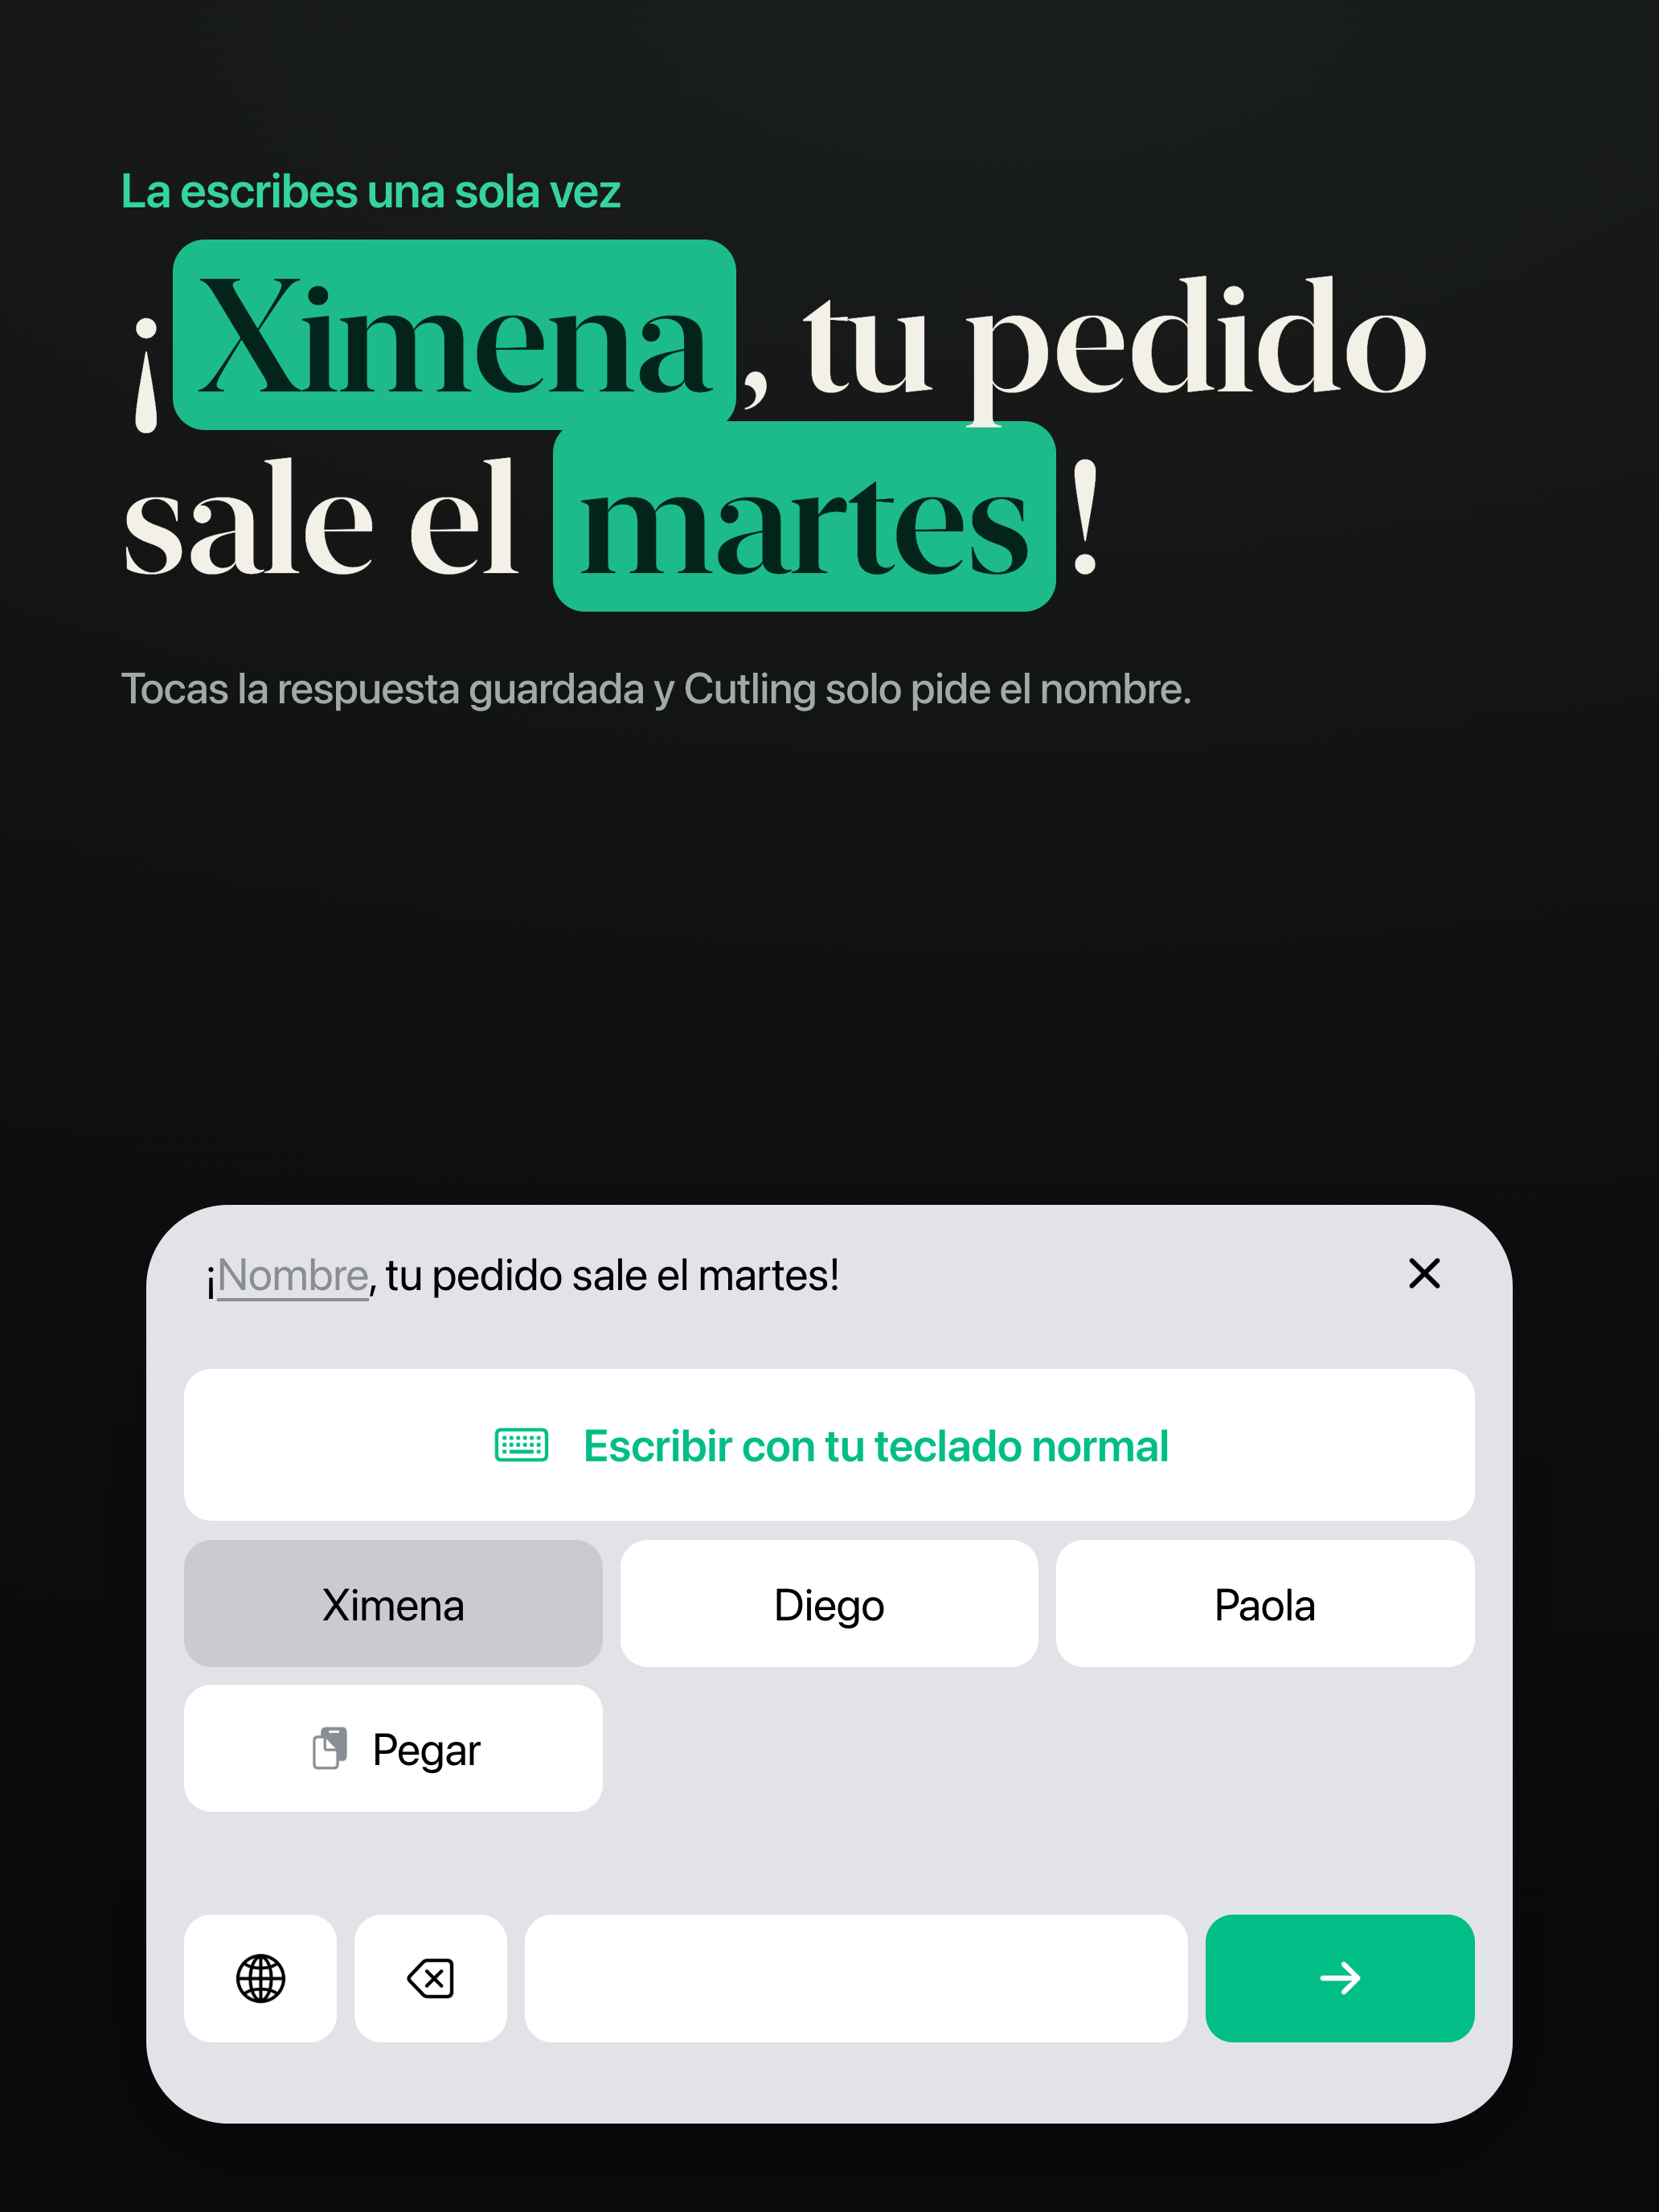 La escribes una sola vez
¡Ximena, tu pedido
sale el martes!
Tocas la respuesta guardada y Cutling solo pide el nombre.
¡Nombre, tu pedido sale el martes!
Escribir con tu teclado normal
Ximena
Diego
Paola
Pegar